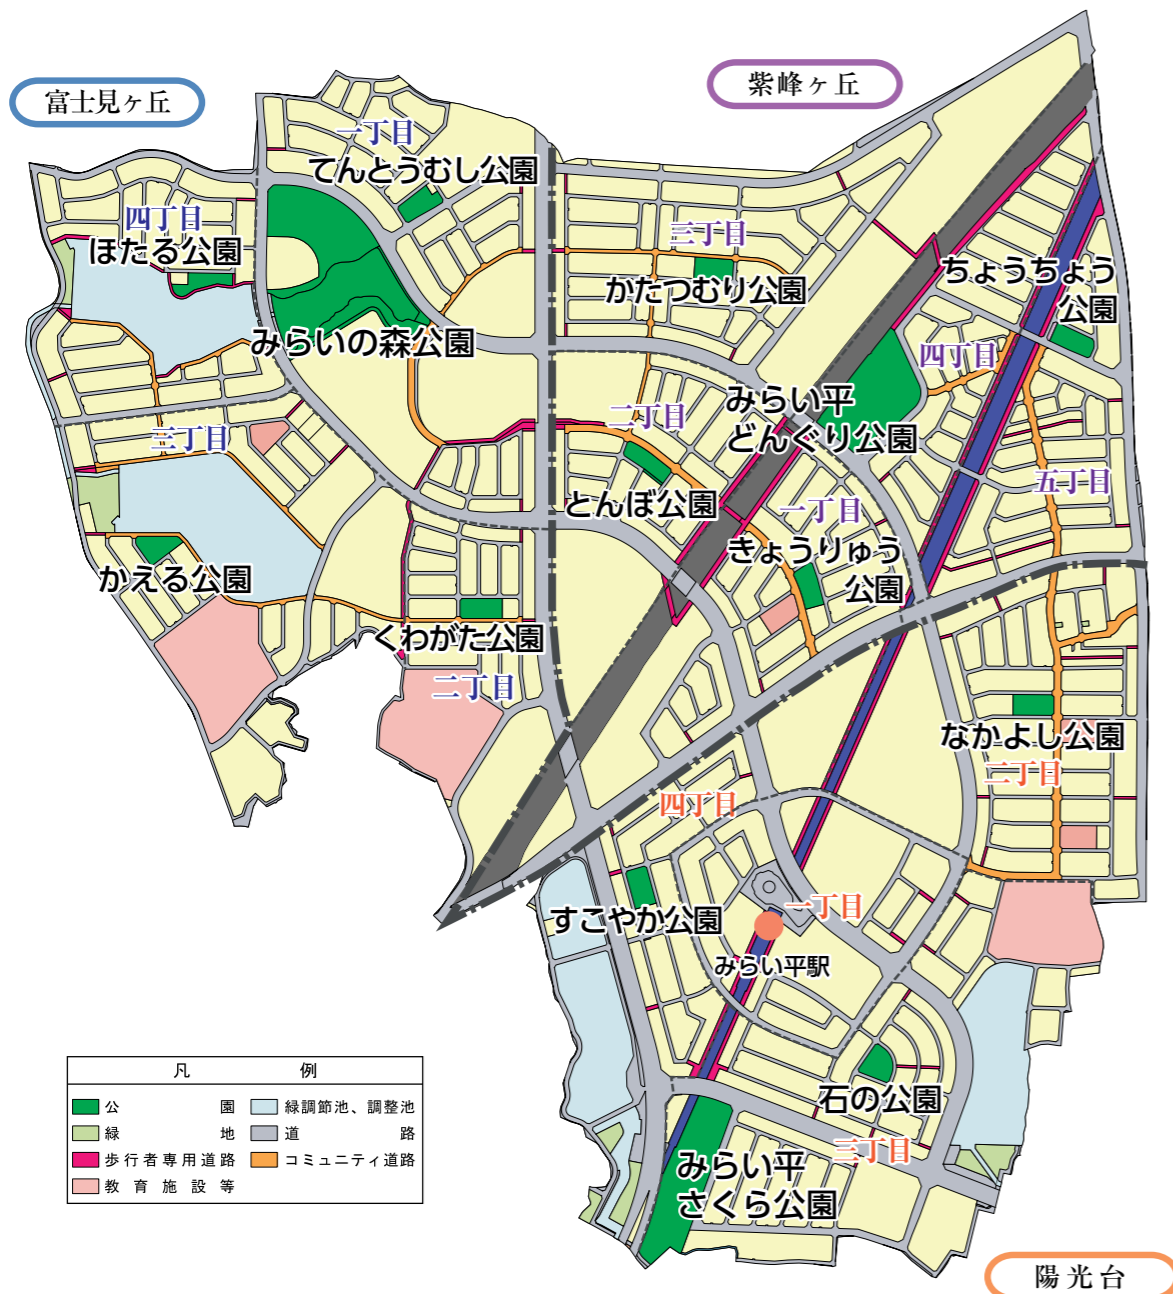 富士見ヶ丘
紫峰ヶ丘
一丁目
てんとうむし公園
四丁目
ほたる公園
三丁目
かたつむり公園
ちょうちょう
公園
みらいの森公園
四丁目
みらい平
どんぐり公園
二丁目
三丁目
とんぼ公園
一丁目
五丁目
きょうりゅう
公園
かえる公園
くわがた公園
二丁目
なかよし公園
二丁目
四丁目
一丁目
すこやか公園
みらい平駅
石の公園
三丁目
みらい平
さくら公園
凡例
公園
緑調節池、調整池
緑地
道路
歩行者専用道路
コミュニティ道路
教育施設等
陽光台